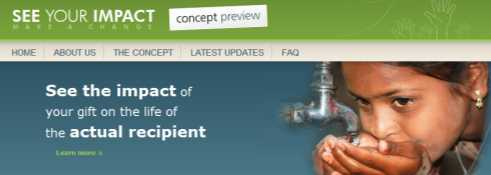 SEE YOUR IMPACT
MAKE A CHANGE
concept preview
HOME ABOUT US THE CONCEPT LATEST UPDATES FAQ
See the impact of
your gift on the life of
the actual recipient
Learn more »